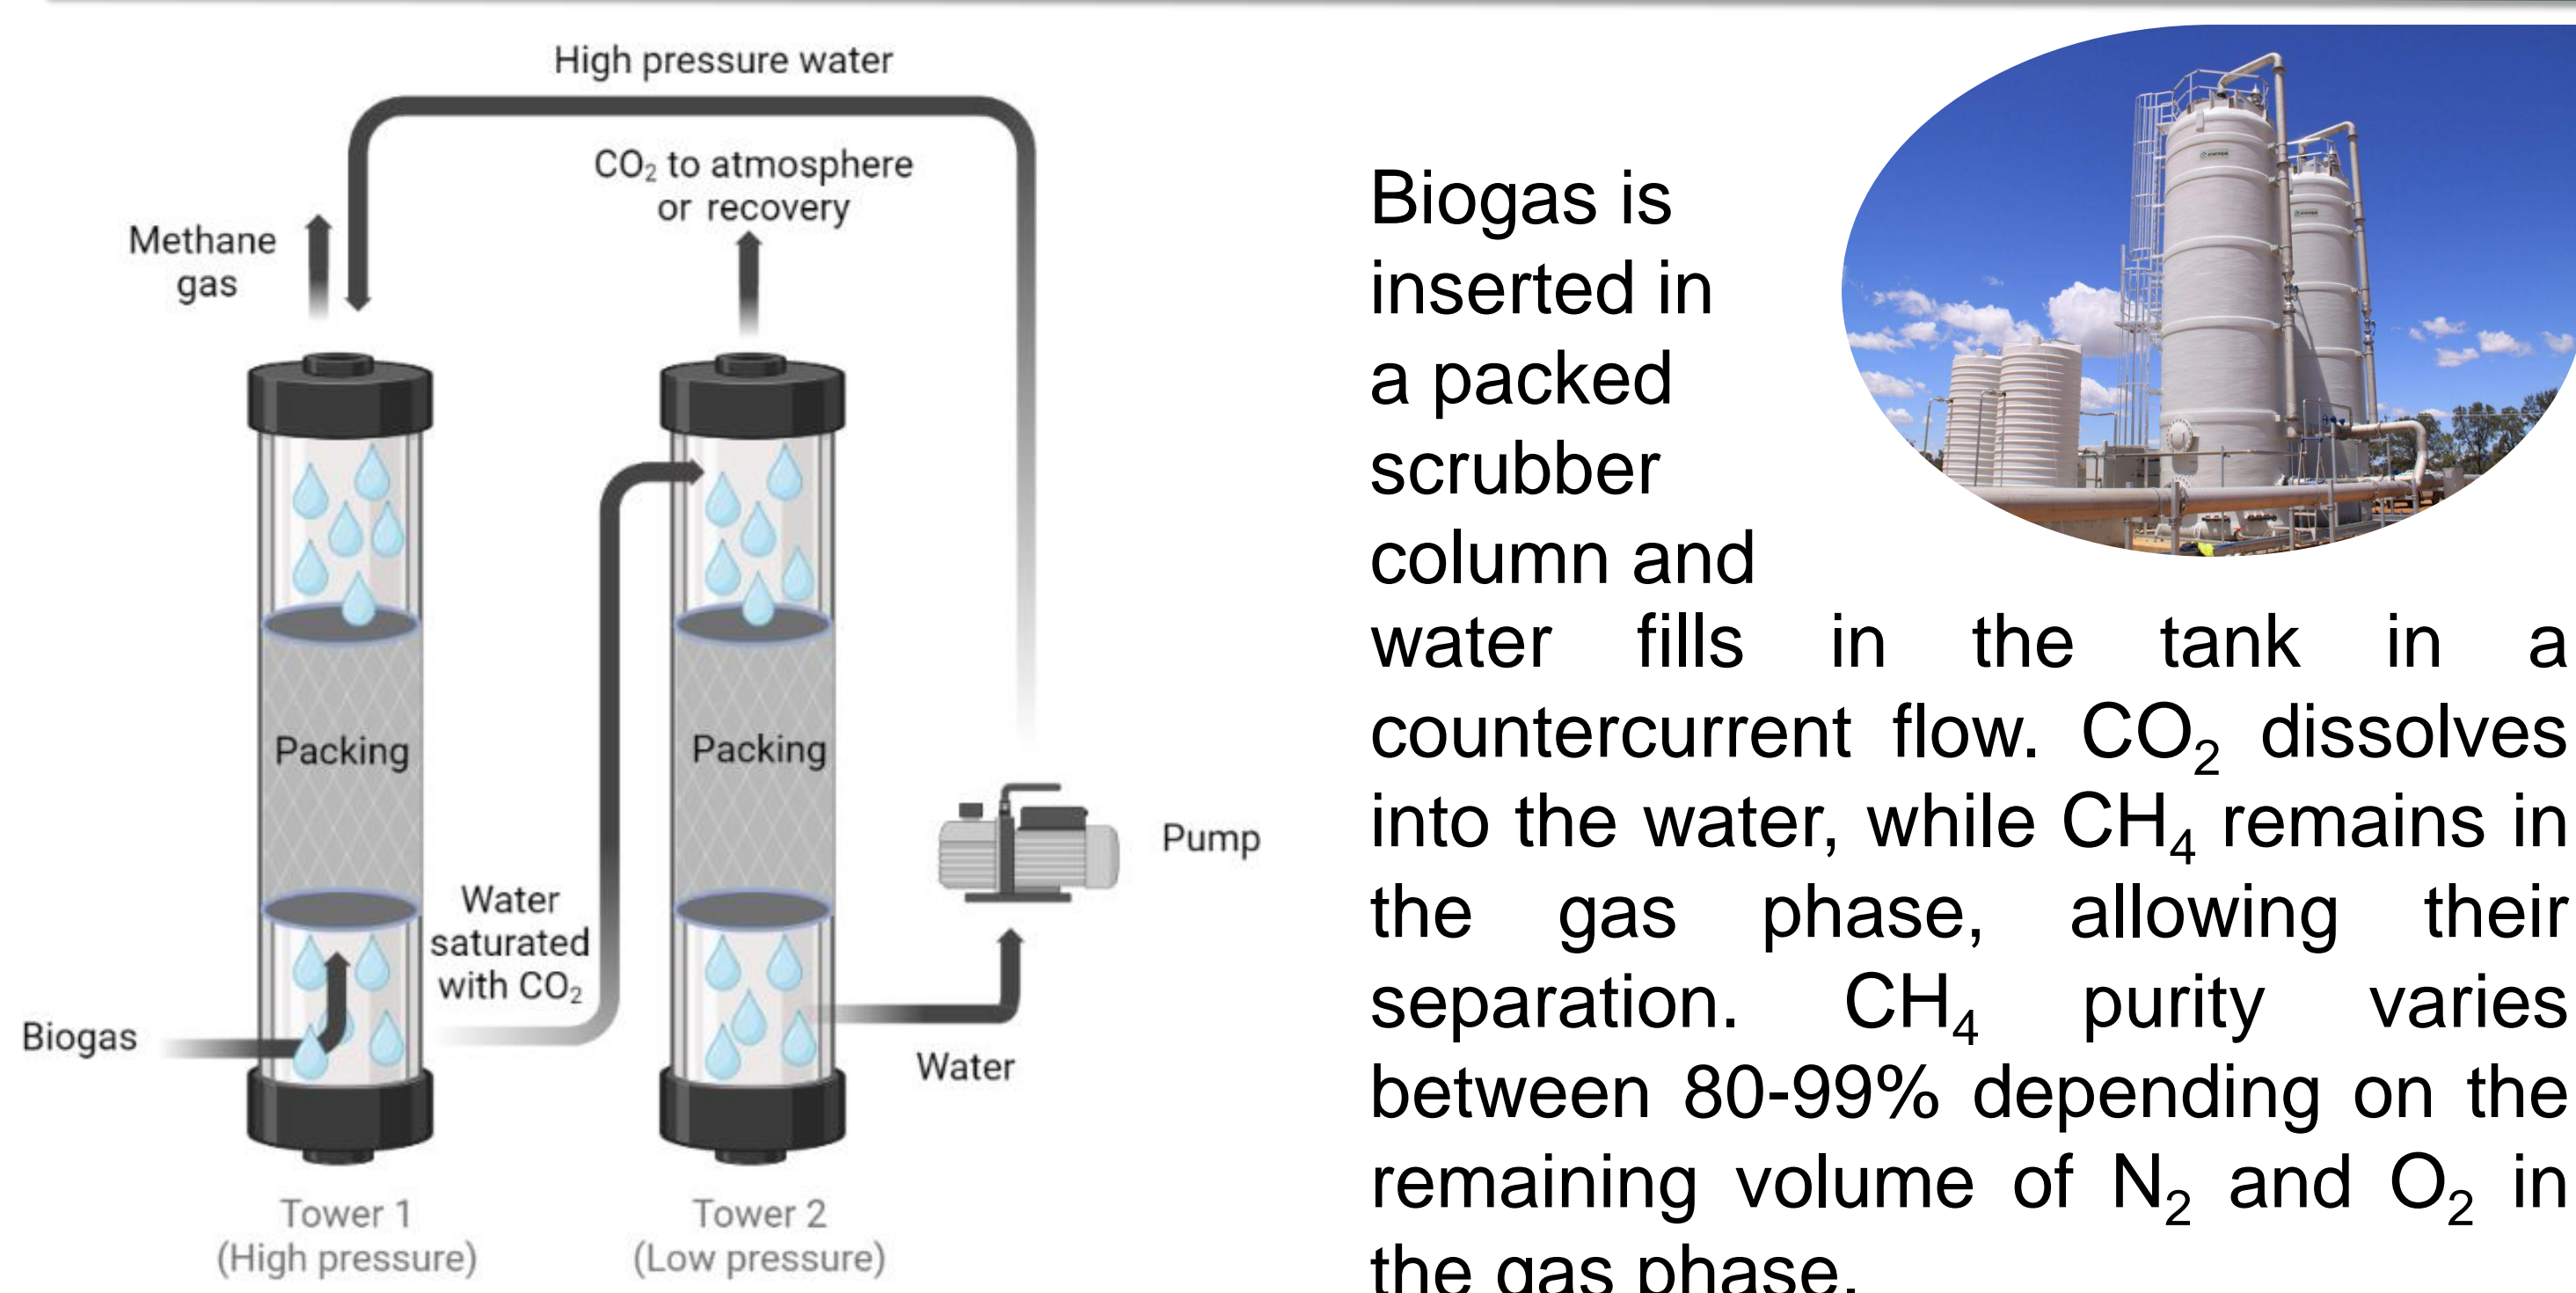 High pressure water
CO₂ to atmosphere
or recovery
Methane
gas
Packing
Packing
Water
saturated
with CO₂
Biogas
Water
Pump
Tower 1
(High pressure)
Tower 2
(Low pressure)
Biogas is
inserted in
a packed
scrubber
column and
water fills in the tank in a
countercurrent flow. CO₂ dissolves
into the water, while CH₄ remains in
the gas phase, allowing their
separation. CH₄ purity varies
between 80-99% depending on the
remaining volume of N₂ and O₂ in
the gas phase.